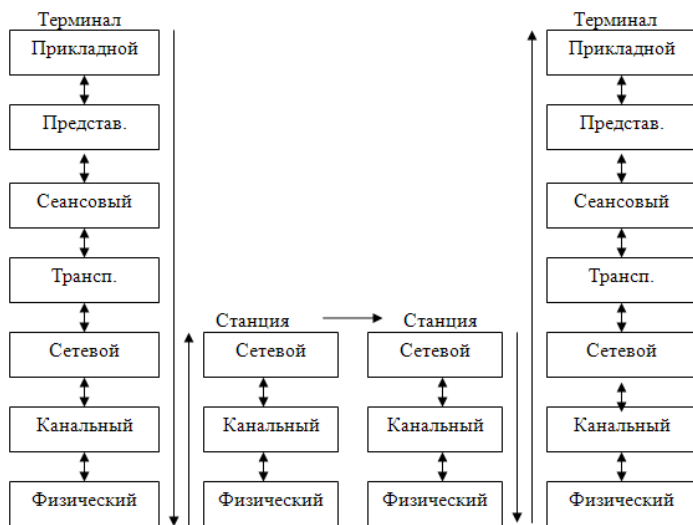 Терминал
Прикладной
Представ.
Сеансовый
Трансп.
Сетевой
Канальный
Физический
Станция
Сетевой
Канальный
Физический
Станция
Сетевой
Канальный
Физический
Терминал
Прикладной
Представ.
Сеансовый
Трансп.
Сетевой
Канальный
Физический